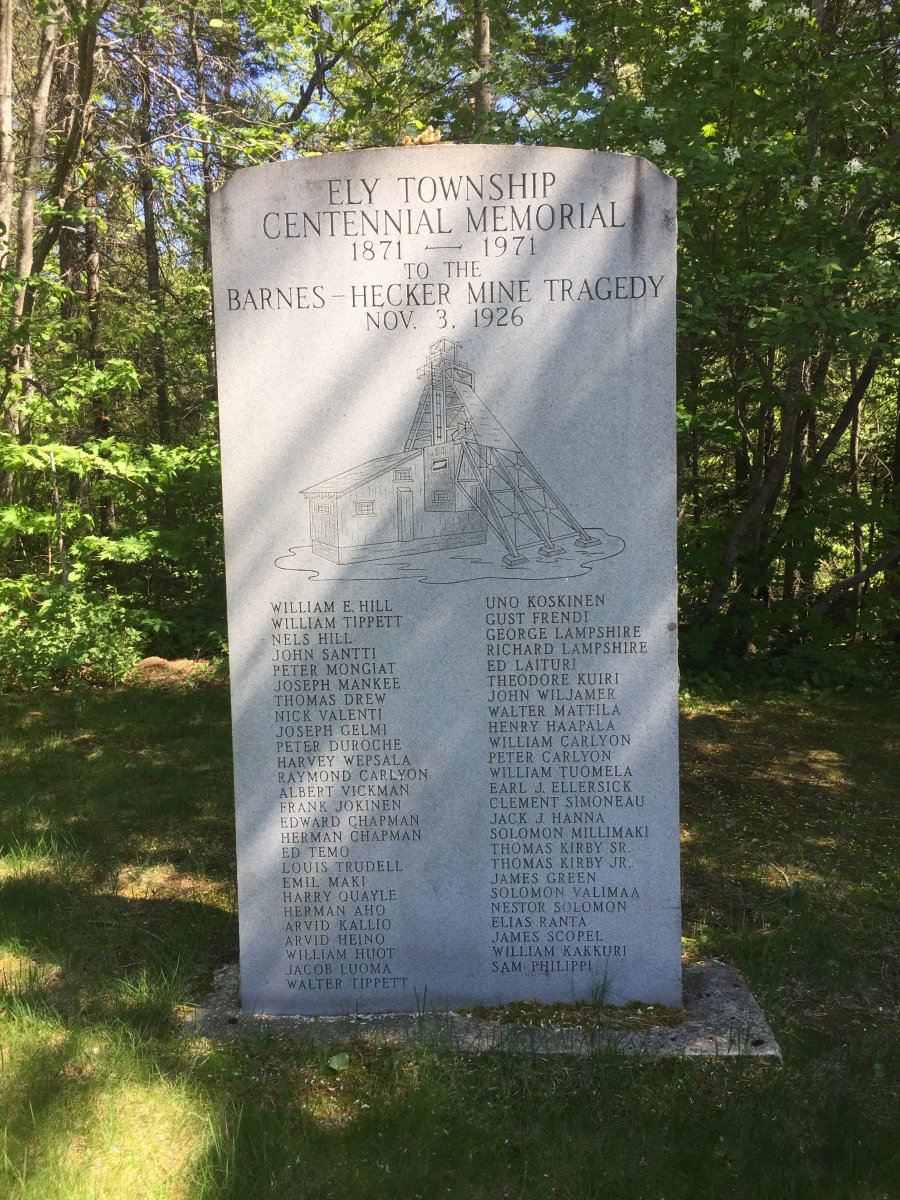 ELY TOWNSHIP
CENTENNIAL MEMORIAL
1871 — 1971
TO THE
BARNES-HECKER MINE TRAGEDY
NOV. 3, 1926
WILLIAM E. HILL
WILLIAM TIPPETT
NELS HILL
JOHN SANTTI
PETER MONGIAT
JOSEPH MANKEE
THOMAS DREW
NICK VALENTI
JOSEPH GELMI
PETER DUROCHE
HARVEY WEPSALA
RAYMOND CARLYON
ALBERT VICKMAN
FRANK JOKINEN
EDWARD CHAPMAN
HERMAN CHAPMAN
ED TEMO
LOUIS TRUDELL
EMIL MAKI
HARRY QUAYLE
HERMAN AHO
ARVID KALLIO
ARVID HEINO
WILLIAM HUOT
JACOB LUOMA
WALTER TIPPETT
UNO KOSKINEN
GUST FRENDI
GEORGE LAMPSHIRE
RICHARD LAMPSHIRE
ED LAITURI
THEODORE KUIRI
JOHN WILJAMER
WALTER MATTILA
HENRY HAAPALA
WILLIAM CARLYON
PETER CARLYON
WILLIAM TUOMELA
EARL J. ELLERSICK
CLEMENT SIMONEAU
JACK J. HANNA
SOLOMON MILLIMAKI
THOMAS KIRBY SR.
THOMAS KIRBY JR.
JAMES GREEN
SOLOMON VALIMAA
NESTOR SOLOMON
ELIAS RANTA
JAMES SCOPEL
WILLIAM KAKKURI
SAM PHILIPPI